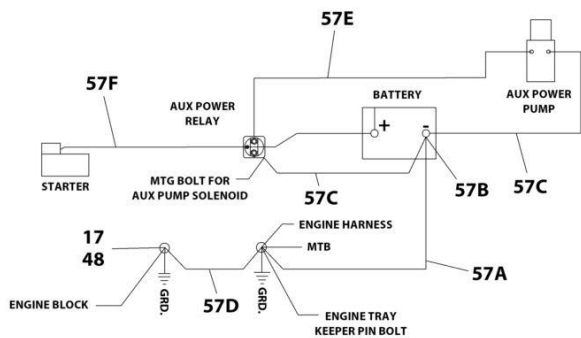 57E
57F
BATTERY
AUX POWER
PUMP
AUX POWER
RELAY
+
-
STARTER
MTG BOLT FOR
AUX PUMP SOLENOID
57C
57B
57C
17
48
ENGINE HARNESS
MTB
57A
ENGINE BLOCK
GRD.
57D
GRD.
ENGINE TRAY
KEEPER PIN BOLT